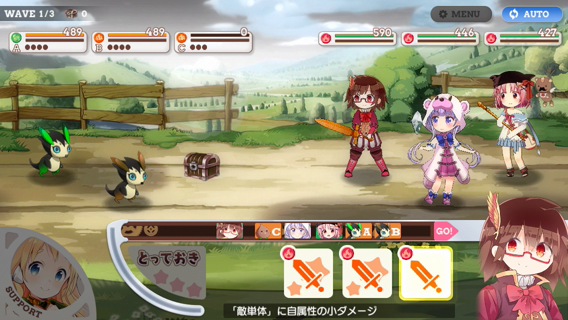 WAVE 1/3 0
MENU
AUTO
489 489 0 590 446 427
A B C
C A B GO!
SUPPORT
とっておき
「敵単体」に自属性の小ダメージ